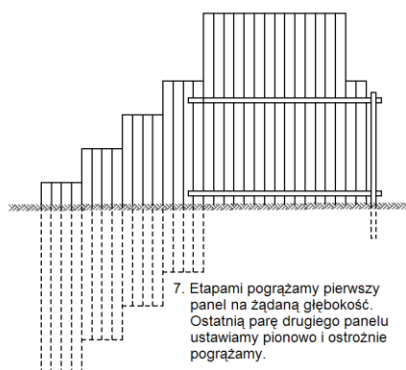 7. Etapami pogrążamy pierwszy
panel na żądaną głębokość.
Ostatnią parę drugiego panelu
ustawiamy pionowo i ostrożnie
pogrążamy.